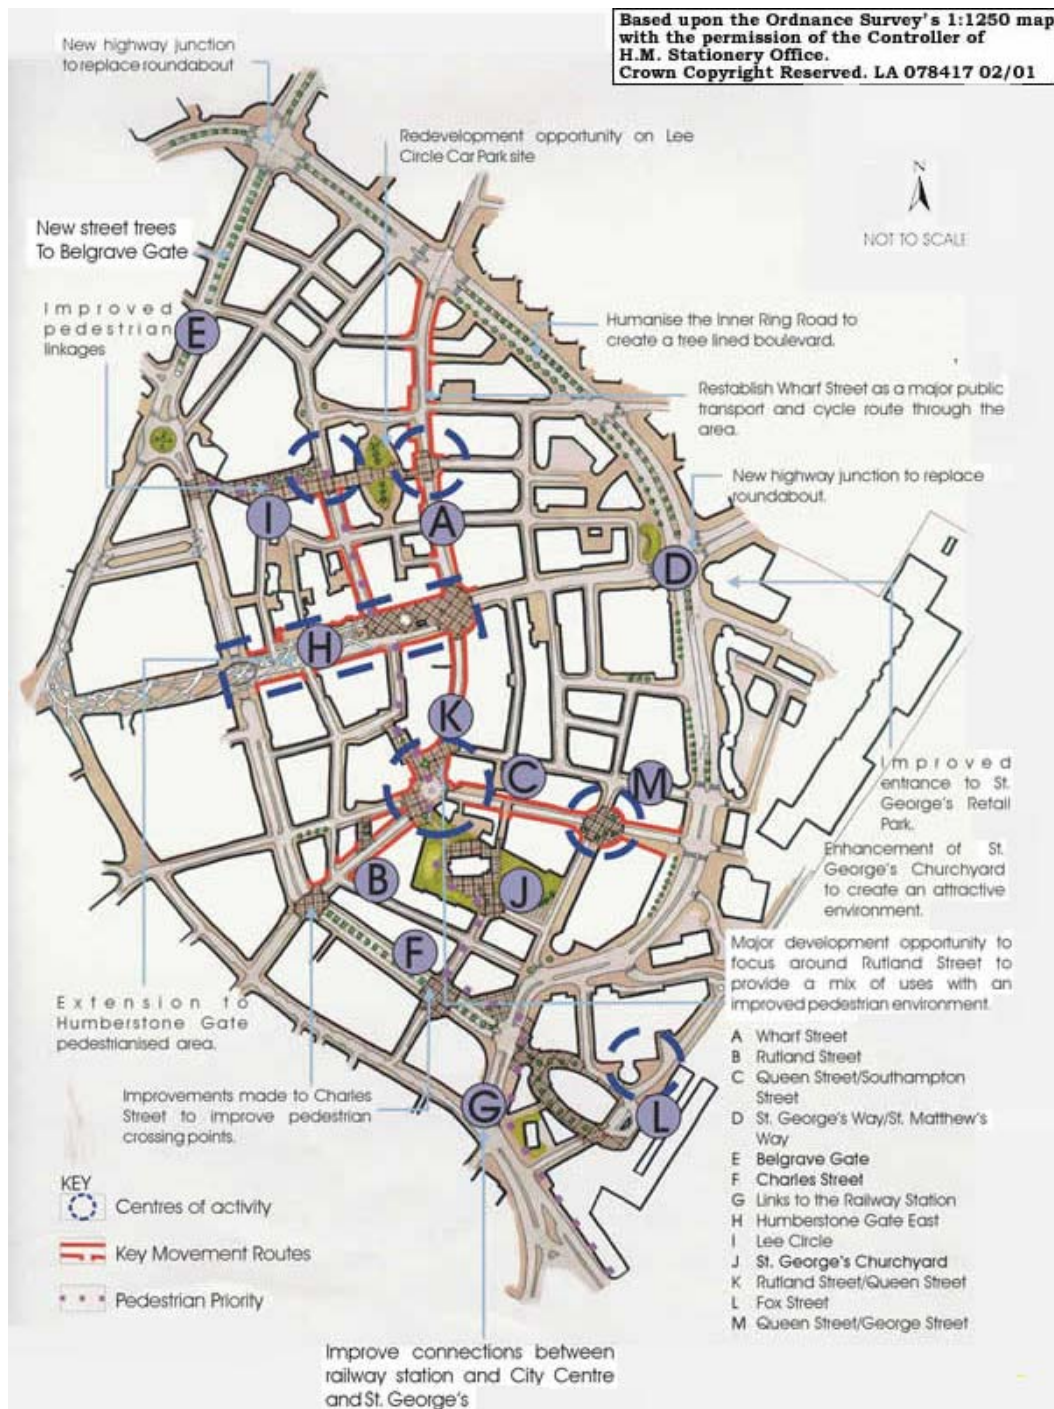 Based upon the Ordnance Survey's 1:1250 map
with the permission of the Controller of
H.M. Stationery Office.
Crown Copyright Reserved. LA 078417 02/01
New highway junction
to replace roundabout
Redevelopment opportunity on Lee
Circle Car Park site
N
NOT TO SCALE
New street trees
To Belgrave Gate
Improved
pedestrian
linkages
E
Humanise the Inner Ring Road to
create a tree lined boulevard.
Restablish Wharf Street as a major public
transport and cycle route through the
area.
New highway junction to replace
roundabout.
I
A
D
H
K
C
M
Improved
entrance to St.
George's Retail
Park.
Enhancement of St.
George's Churchyard
to create an attractive
environment.
B
J
F
Major development opportunity to
focus around Rutland Street to
provide a mix of uses with an
improved pedestrian environment.
Extension to
Humberstone Gate
pedestrianised area.
Improvements made to Charles
Street to improve pedestrian
crossing points.
G
L
A Wharf Street
B Rutland Street
C Queen Street/Southampton
Street
D St. George's Way/St. Matthew's
Way
E Belgrave Gate
F Charles Street
G Links to the Railway Station
H Humberstone Gate East
I Lee Circle
J St. George's Churchyard
K Rutland Street/Queen Street
L Fox Street
M Queen Street/George Street
KEY
Centres of activity
Key Movement Routes
Pedestrian Priority
Improve connections between
railway station and City Centre
and St. George's